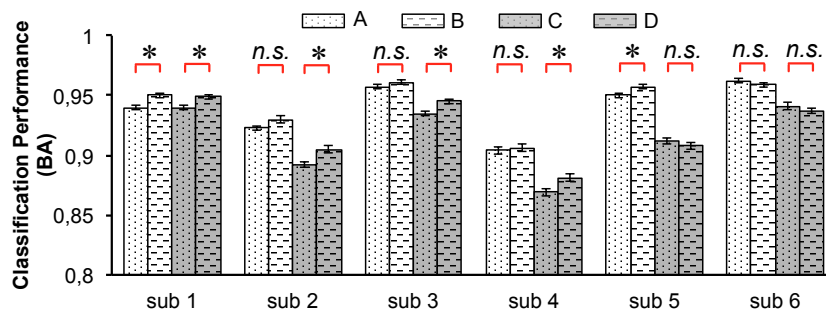 A B C D
Classification Performance
(BA)
1
0,95
0,9
0,85
0,8
* * n.s. * n.s. * n.s. * * n.s. n.s. n.s.
sub 1 sub 2 sub 3 sub 4 sub 5 sub 6